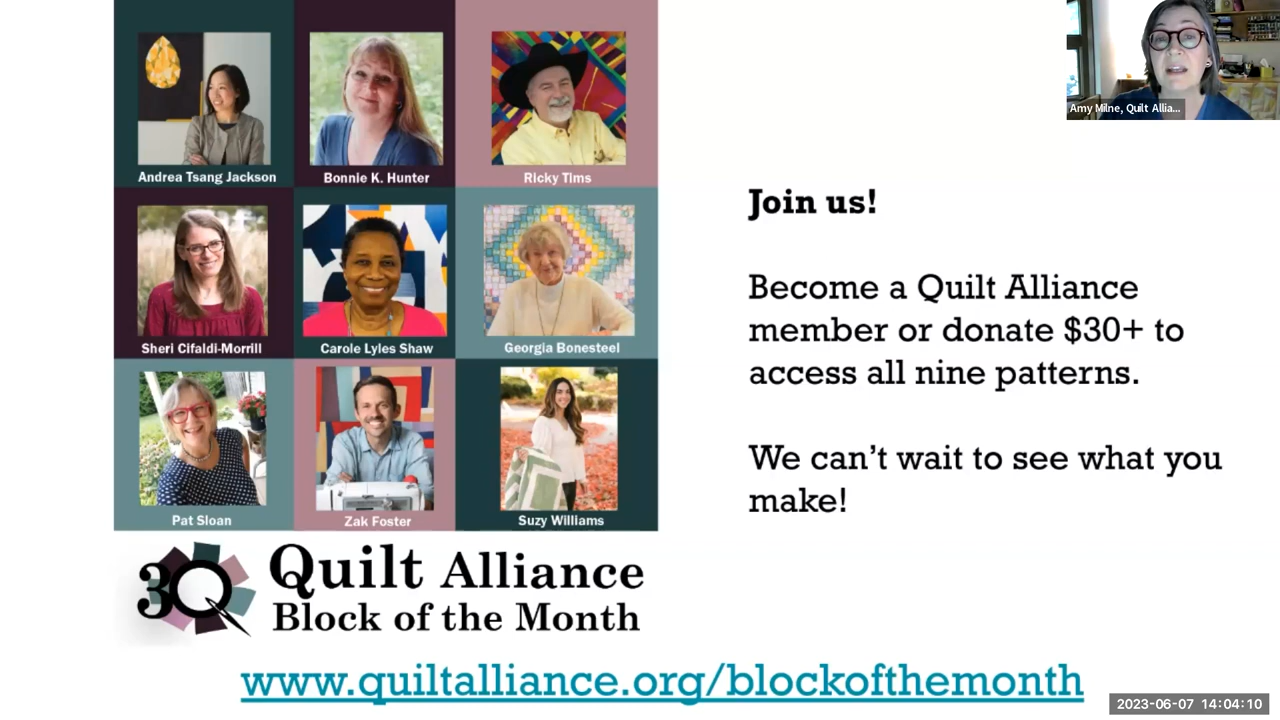 Amy Milne, Quilt Allia...
Andrea Tsang Jackson
Bonnie K. Hunter
Ricky Tims
Sheri Cifaldi-Morrill
Carole Lyles Shaw
Georgia Bonesteel
Pat Sloan
Zak Foster
Suzy Williams
Join us!
Become a Quilt Alliance
member or donate $30+ to
access all nine patterns.
We can't wait to see what you
make!
30
Quilt Alliance
Block of the Month
www.quiltalliance.org/blockofthemonth
2023-06-07 14:04:10